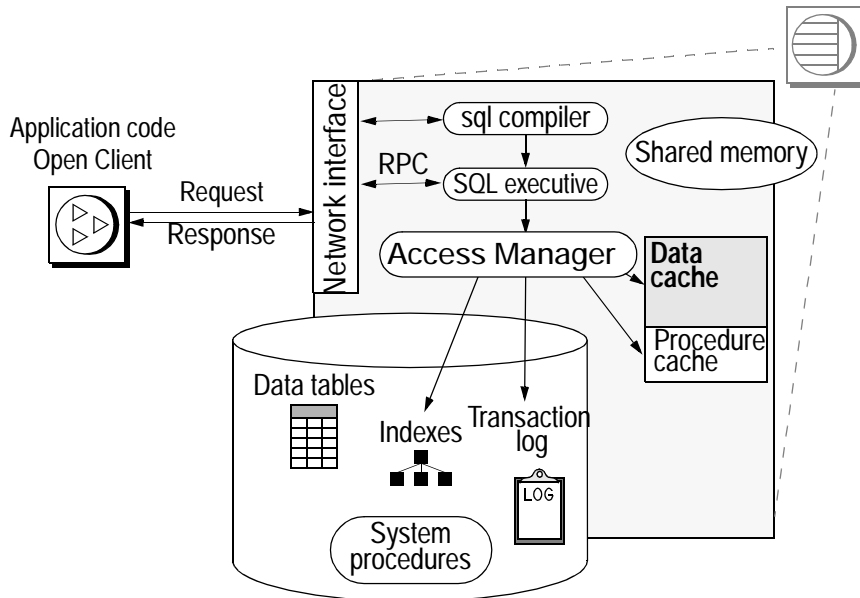 Application code
Open Client
Request
Response
Network interface
sql compiler
RPC
SQL executive
Shared memory
Access Manager
Data
cache
Procedure
cache
Data tables
Indexes
Transaction
log
LOG
System
procedures